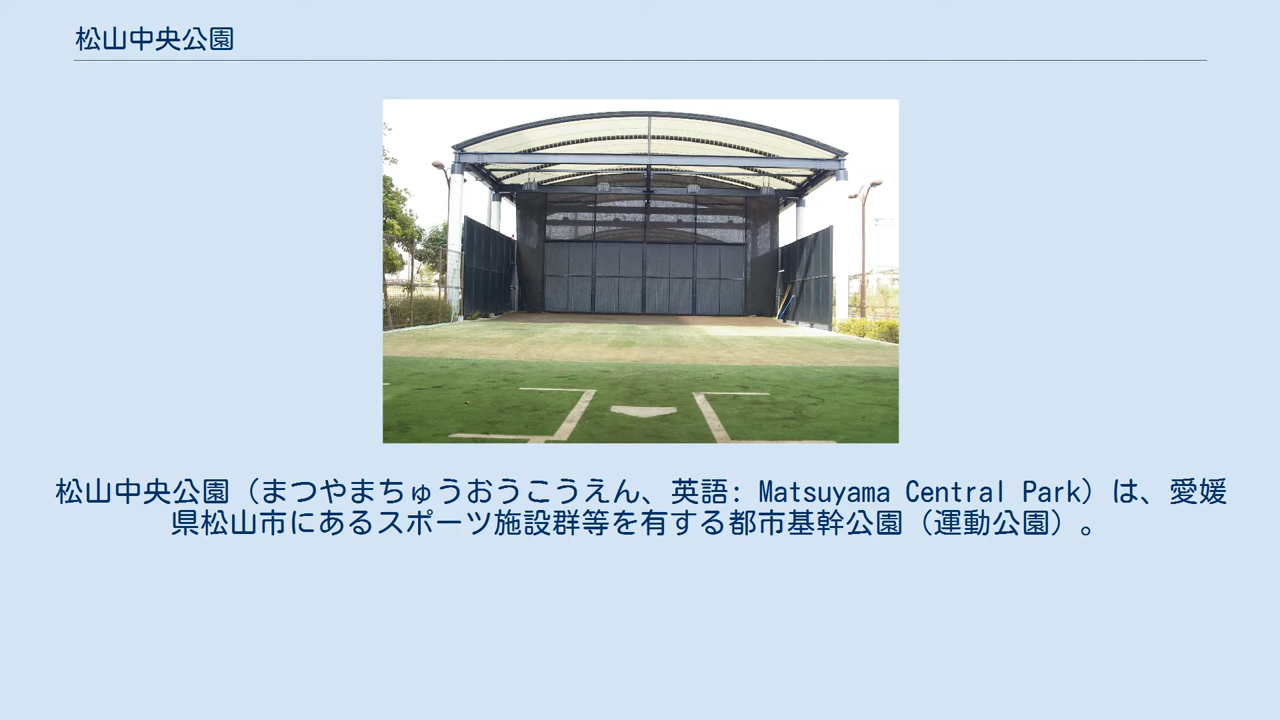 松山中央公園
松山中央公園（まつやまちゅうおうこうえん、英語: Matsuyama Central Park）は、愛媛
県松山市にあるスポーツ施設群等を有する都市基幹公園（運動公園）。